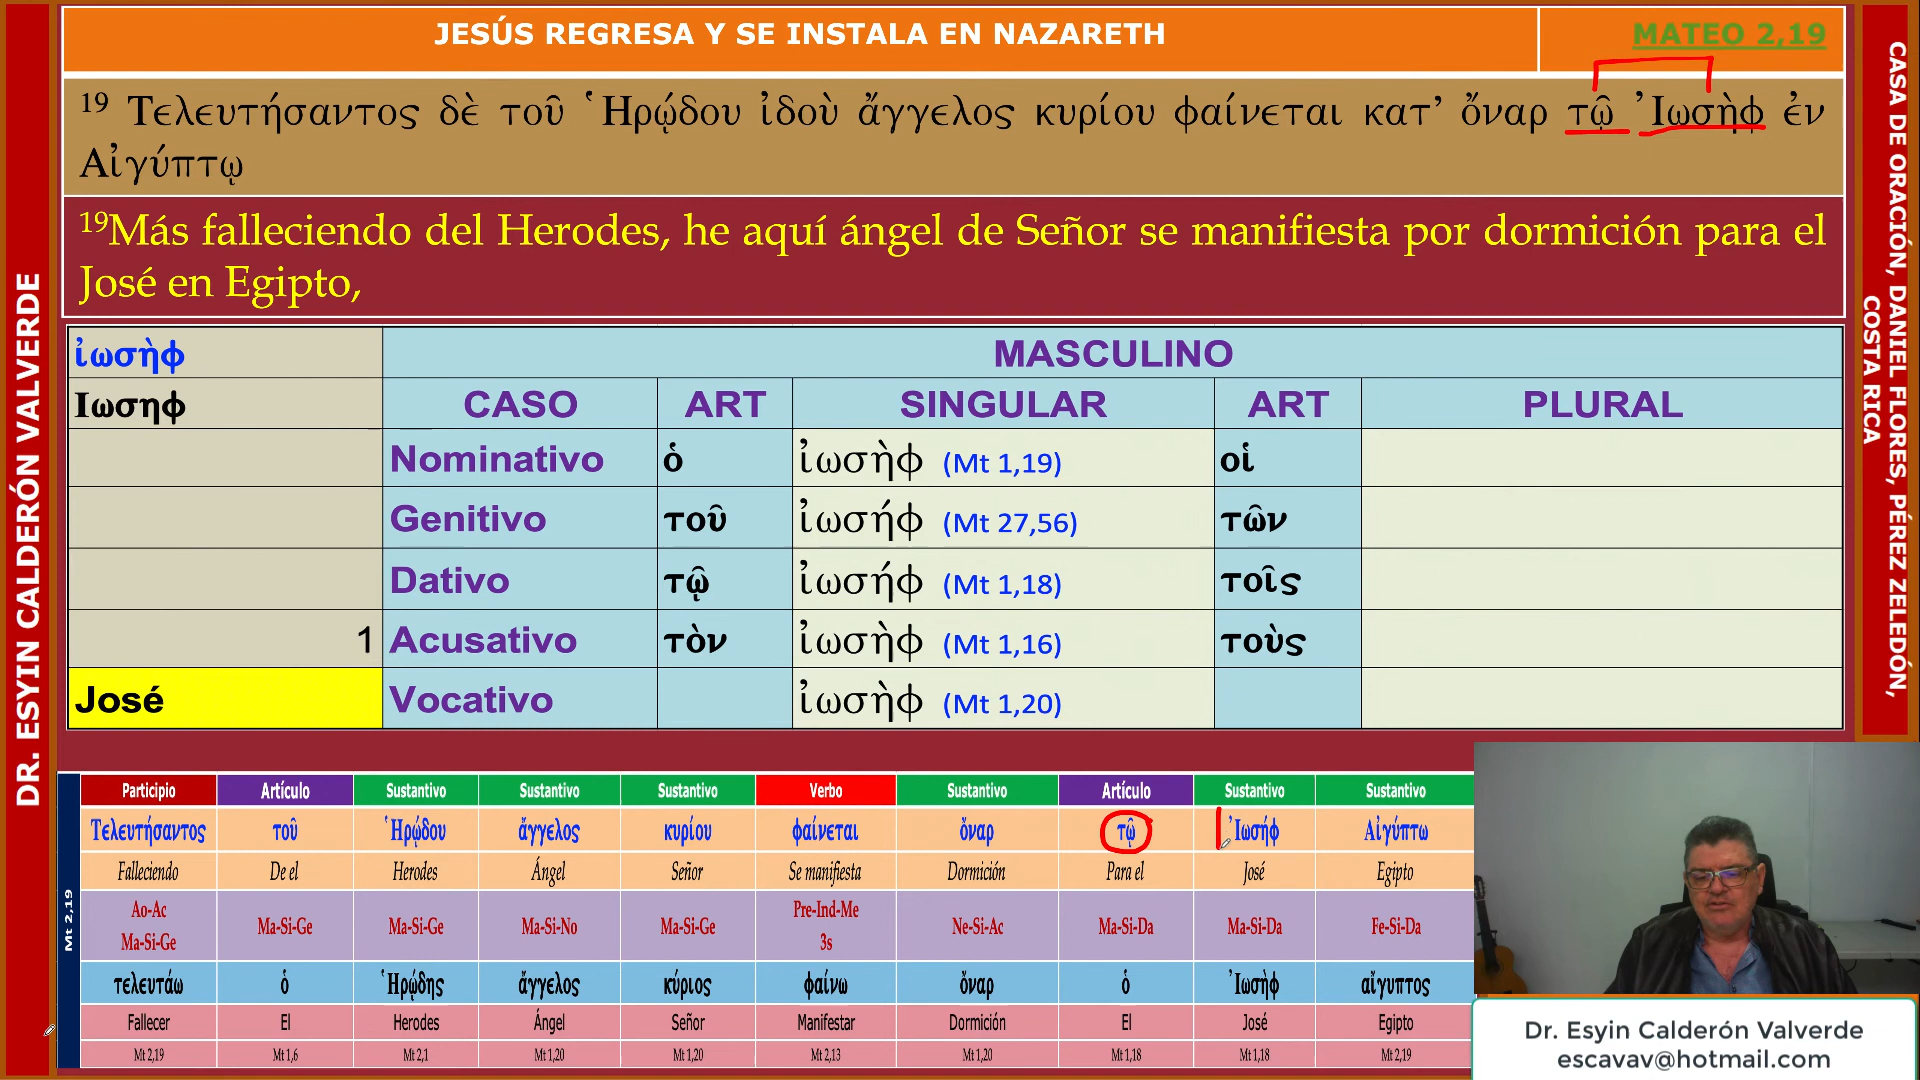 JESÚS REGRESA Y SE INSTALA EN NAZARETH
MATEO 2,19
19 Τελευτήσαντος δὲ τοῦ Ἡρῴδου ἰδοὺ ἄγγελος κυρίου φαίνεται κατ’ ὄναρ τῷ Ἰωσὴφ ἐν
Αἰγύπτῳ
19Más falleciendo del Herodes, he aquí ángel de Señor se manifiesta por dormición para el
José en Egipto,
ἰωσὴφ MASCULINO
Ιωσηφ CASO ART SINGULAR ART PLURAL
Nominativo ὁ ἰωσὴφ (Mt 1,19) οἱ
Genitivo τοῦ ἰωσήφ (Mt 27,56) τῶν
Dativo τῷ ἰωσήφ (Mt 1,18) τοῖς
1 Acusativo τὸν ἰωσὴφ (Mt 1,16) τοὺς
José Vocativo ἰωσὴφ (Mt 1,20)
Mt 2,19
Participio Artículo Sustantivo Sustantivo Sustantivo Verbo Sustantivo Artículo Sustantivo Sustantivo
Τελευτήσαντος τοῦ Ἡρῴδου ἄγγελος κυρίου φαίνεται ὄναρ τῷ Ἰωσήφ Αἰγύπτω
Falleciendo De el Herodes Ángel Señor Se manifiesta Dormición Para el José Egipto
Ao-Ac Ma-Si-Ge Ma-Si-Ge Ma-Si-No Ma-Si-Ge Pre-Ind-Me Ne-Si-Ac Ma-Si-Da Ma-Si-Da Fe-Si-Da
Ma-Si-Ge 3s
τελευτάω ὁ Ἡρῴδης ἄγγελος κύριος φαίνω ὄναρ ὁ Ἰωσὴφ αἴγυπτος
Fallecer El Herodes Ángel Señor Manifestar Dormición El José Egipto
Mt 2,19 Mt 1,6 Mt 2,1 Mt 1,20 Mt 1,20 Mt 2,13 Mt 1,20 Mt 1,18 Mt 1,18 Mt 2,19
DR. ESYIN CALDERÓN VALVERDE
CASA DE ORACIÓN, DANIEL FLORES, PÉREZ ZELEDÓN,
COSTA RICA
Dr. Esyin Calderón Valverde
escavav@hotmail.com